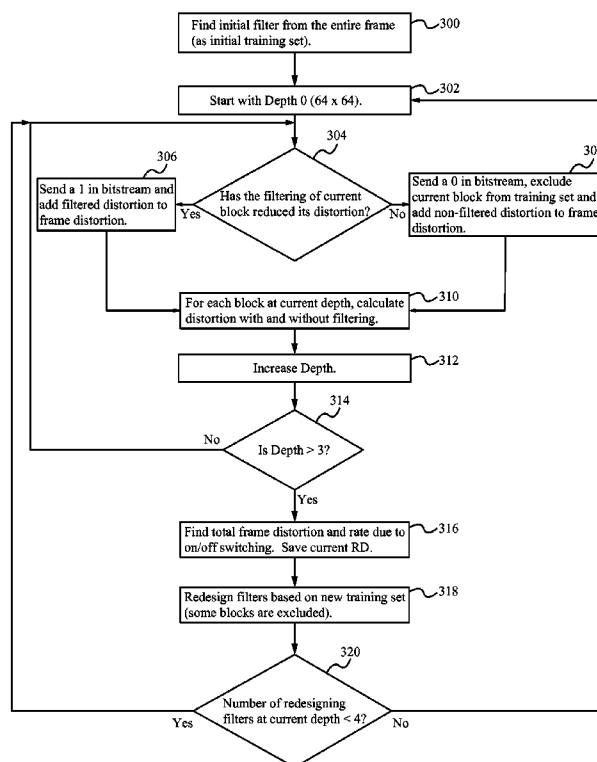 Find initial filter from the entire frame
(as initial training set).
300
Start with Depth 0 (64 x 64).
302
304
Has the filtering of current
block reduced its distortion?
Yes
No
306
Send a 1 in bitstream and
add filtered distortion to
frame distortion.
30
Send a 0 in bitstream, exclude
current block from training set and
add non-filtered distortion to frame
distortion.
For each block at current depth, calculate
distortion with and without filtering.
310
Increase Depth.
312
314
Is Depth > 3?
No
Yes
Find total frame distortion and rate due to
on/off switching. Save current RD.
316
Redesign filters based on new training set
(some blocks are excluded).
318
320
Number of redesigning
filters at current depth < 4?
Yes
No